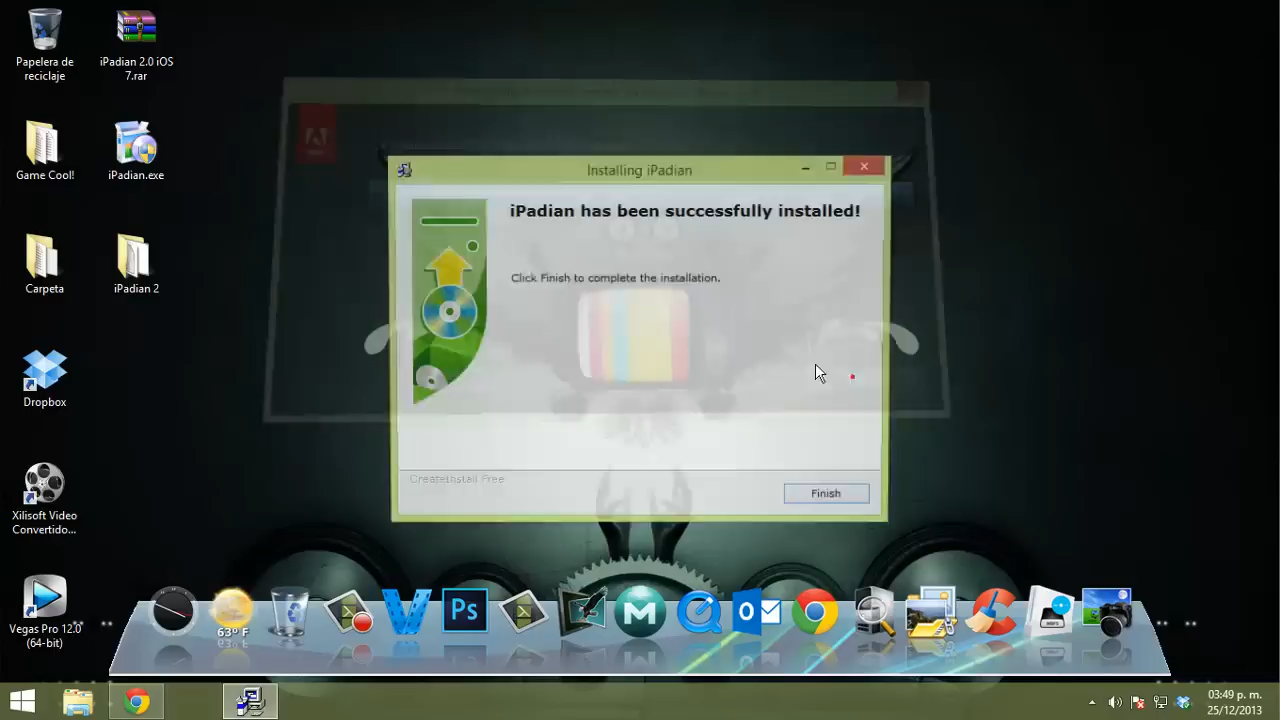 Papelera de
reciclaje
iPadian 2.0 iOS
7.rar
Game Cool!
iPadian.exe
Carpeta
iPadian 2
Dropbox
Xilisoft Video
Convertido...
Vegas Pro 12.0
(64-bit)
Installing iPadian
iPadian has been successfully installed!
Click Finish to complete the installation.
CreateInstall Free
Finish
63º F
Ps
M
03:49 p. m.
25/12/2013